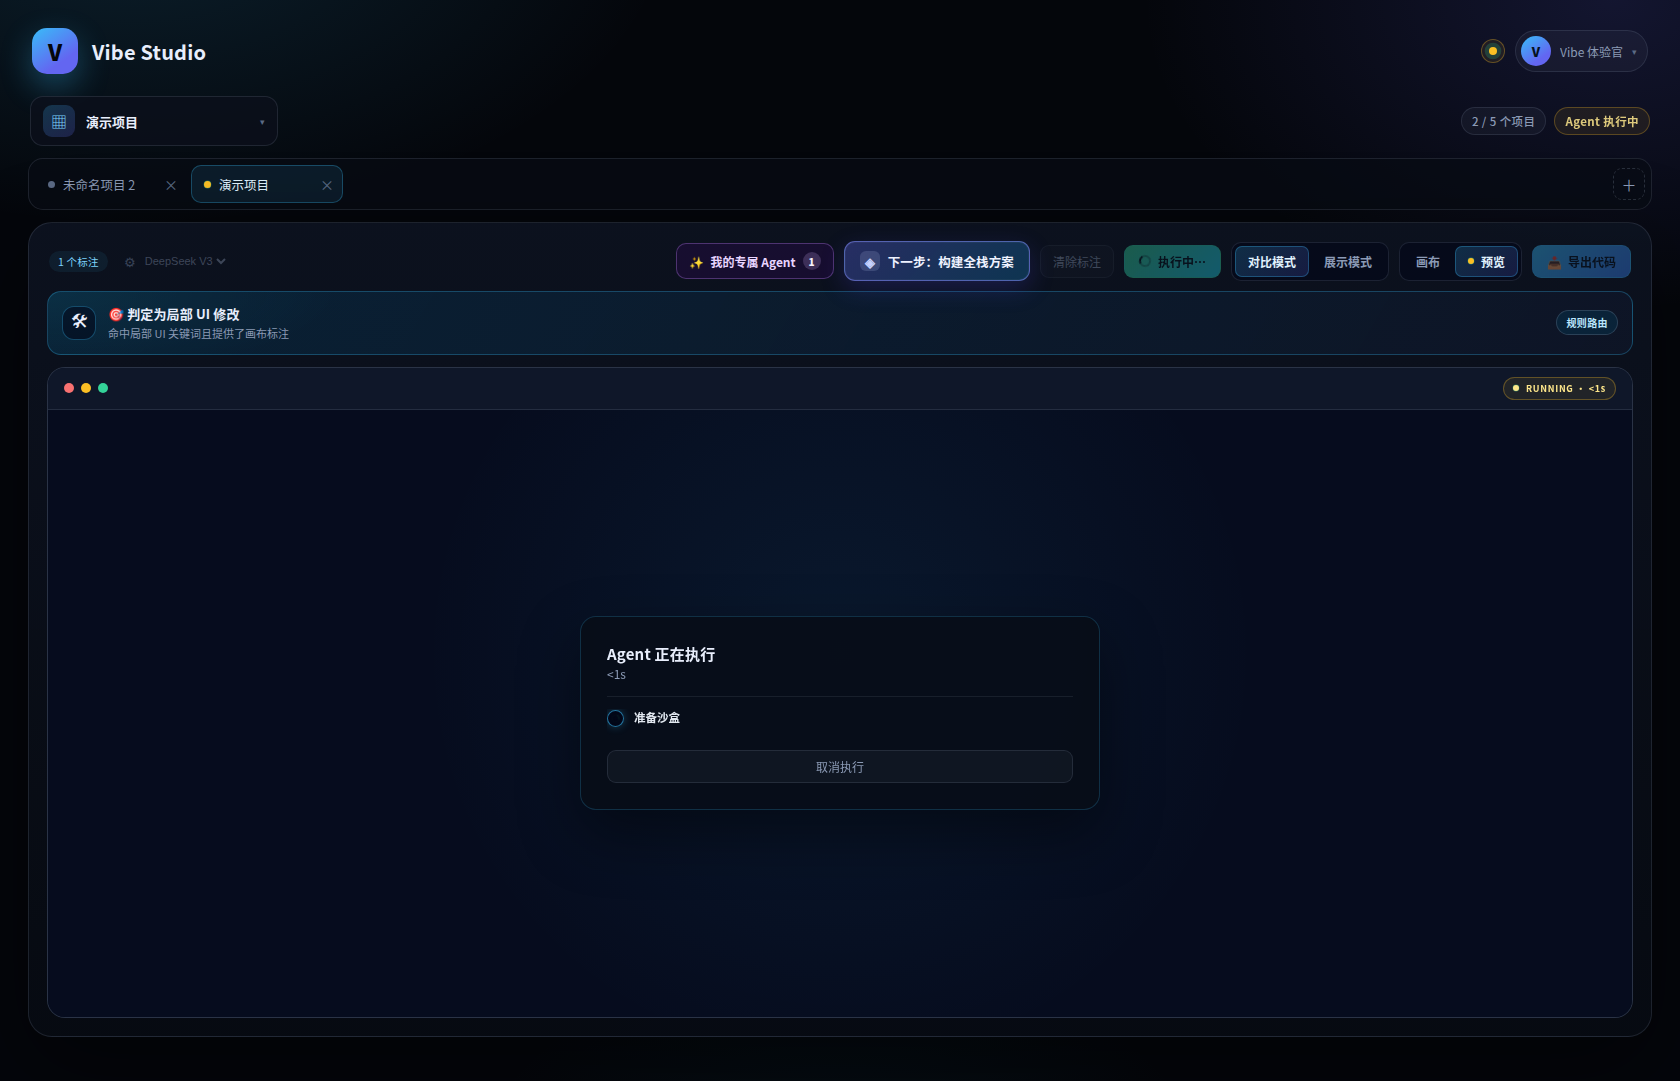 V
Vibe Studio
V
Vibe 体验官
演示项目
2 / 5 个项目
Agent 执行中
未命名项目 2
演示项目
1 个标注
DeepSeek V3
我的专属 Agent 1
下一步：构建全栈方案
清除标注
执行中…
对比模式
展示模式
画布
预览
导出代码
判定为局部 UI 修改
命中局部 UI 关键词且提供了画布标注
规则路由
RUNNING · <1s
Agent 正在执行
<1s
准备沙盒
取消执行